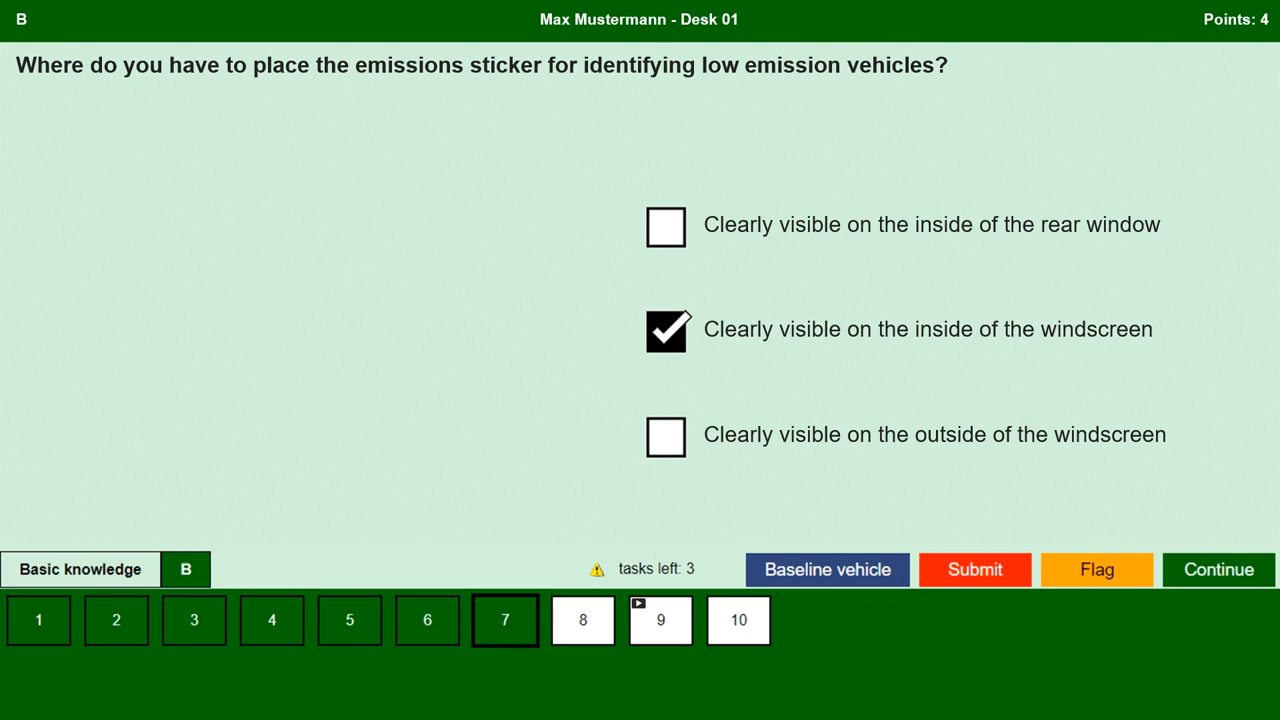 B Max Mustermann - Desk 01 Points: 4
Where do you have to place the emissions sticker for identifying low emission vehicles?
Clearly visible on the inside of the rear window
Clearly visible on the inside of the windscreen
Clearly visible on the outside of the windscreen
Basic knowledge B tasks left: 3 Baseline vehicle Submit Flag Continue
1 2 3 4 5 6 7 8 9 10